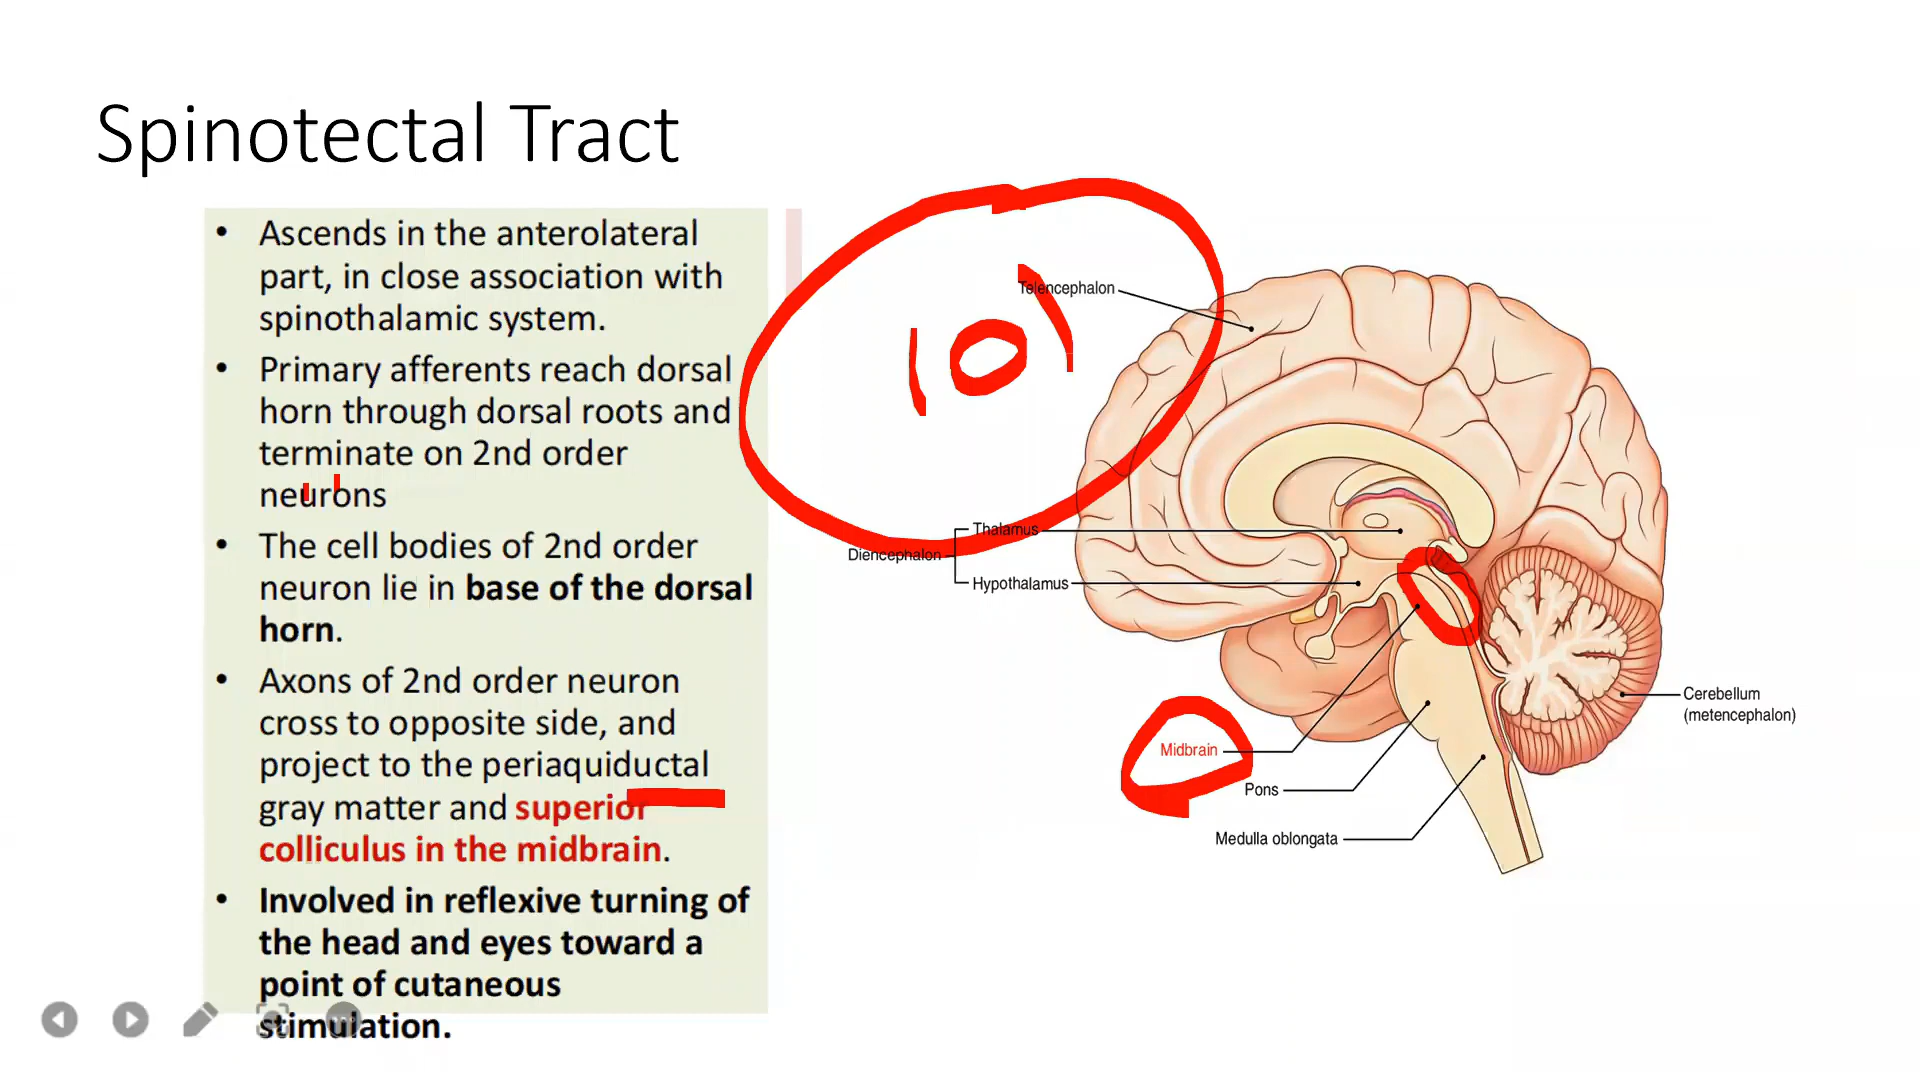 Spinotectal Tract
• Ascends in the anterolateral
part, in close association with
spinothalamic system.
• Primary afferents reach dorsal
horn through dorsal roots and
terminate on 2nd order
neurons
• The cell bodies of 2nd order
neuron lie in base of the dorsal
horn.
• Axons of 2nd order neuron
cross to opposite side, and
project to the periaquiductal
gray matter and superior
colliculus in the midbrain.
• Involved in reflexive turning of
the head and eyes toward a
point of cutaneous
stimulation.
Telencephalon
Thalamus
Diencephalon
Hypothalamus
Cerebellum
(metencephalon)
Midbrain
Pons
Medulla oblongata